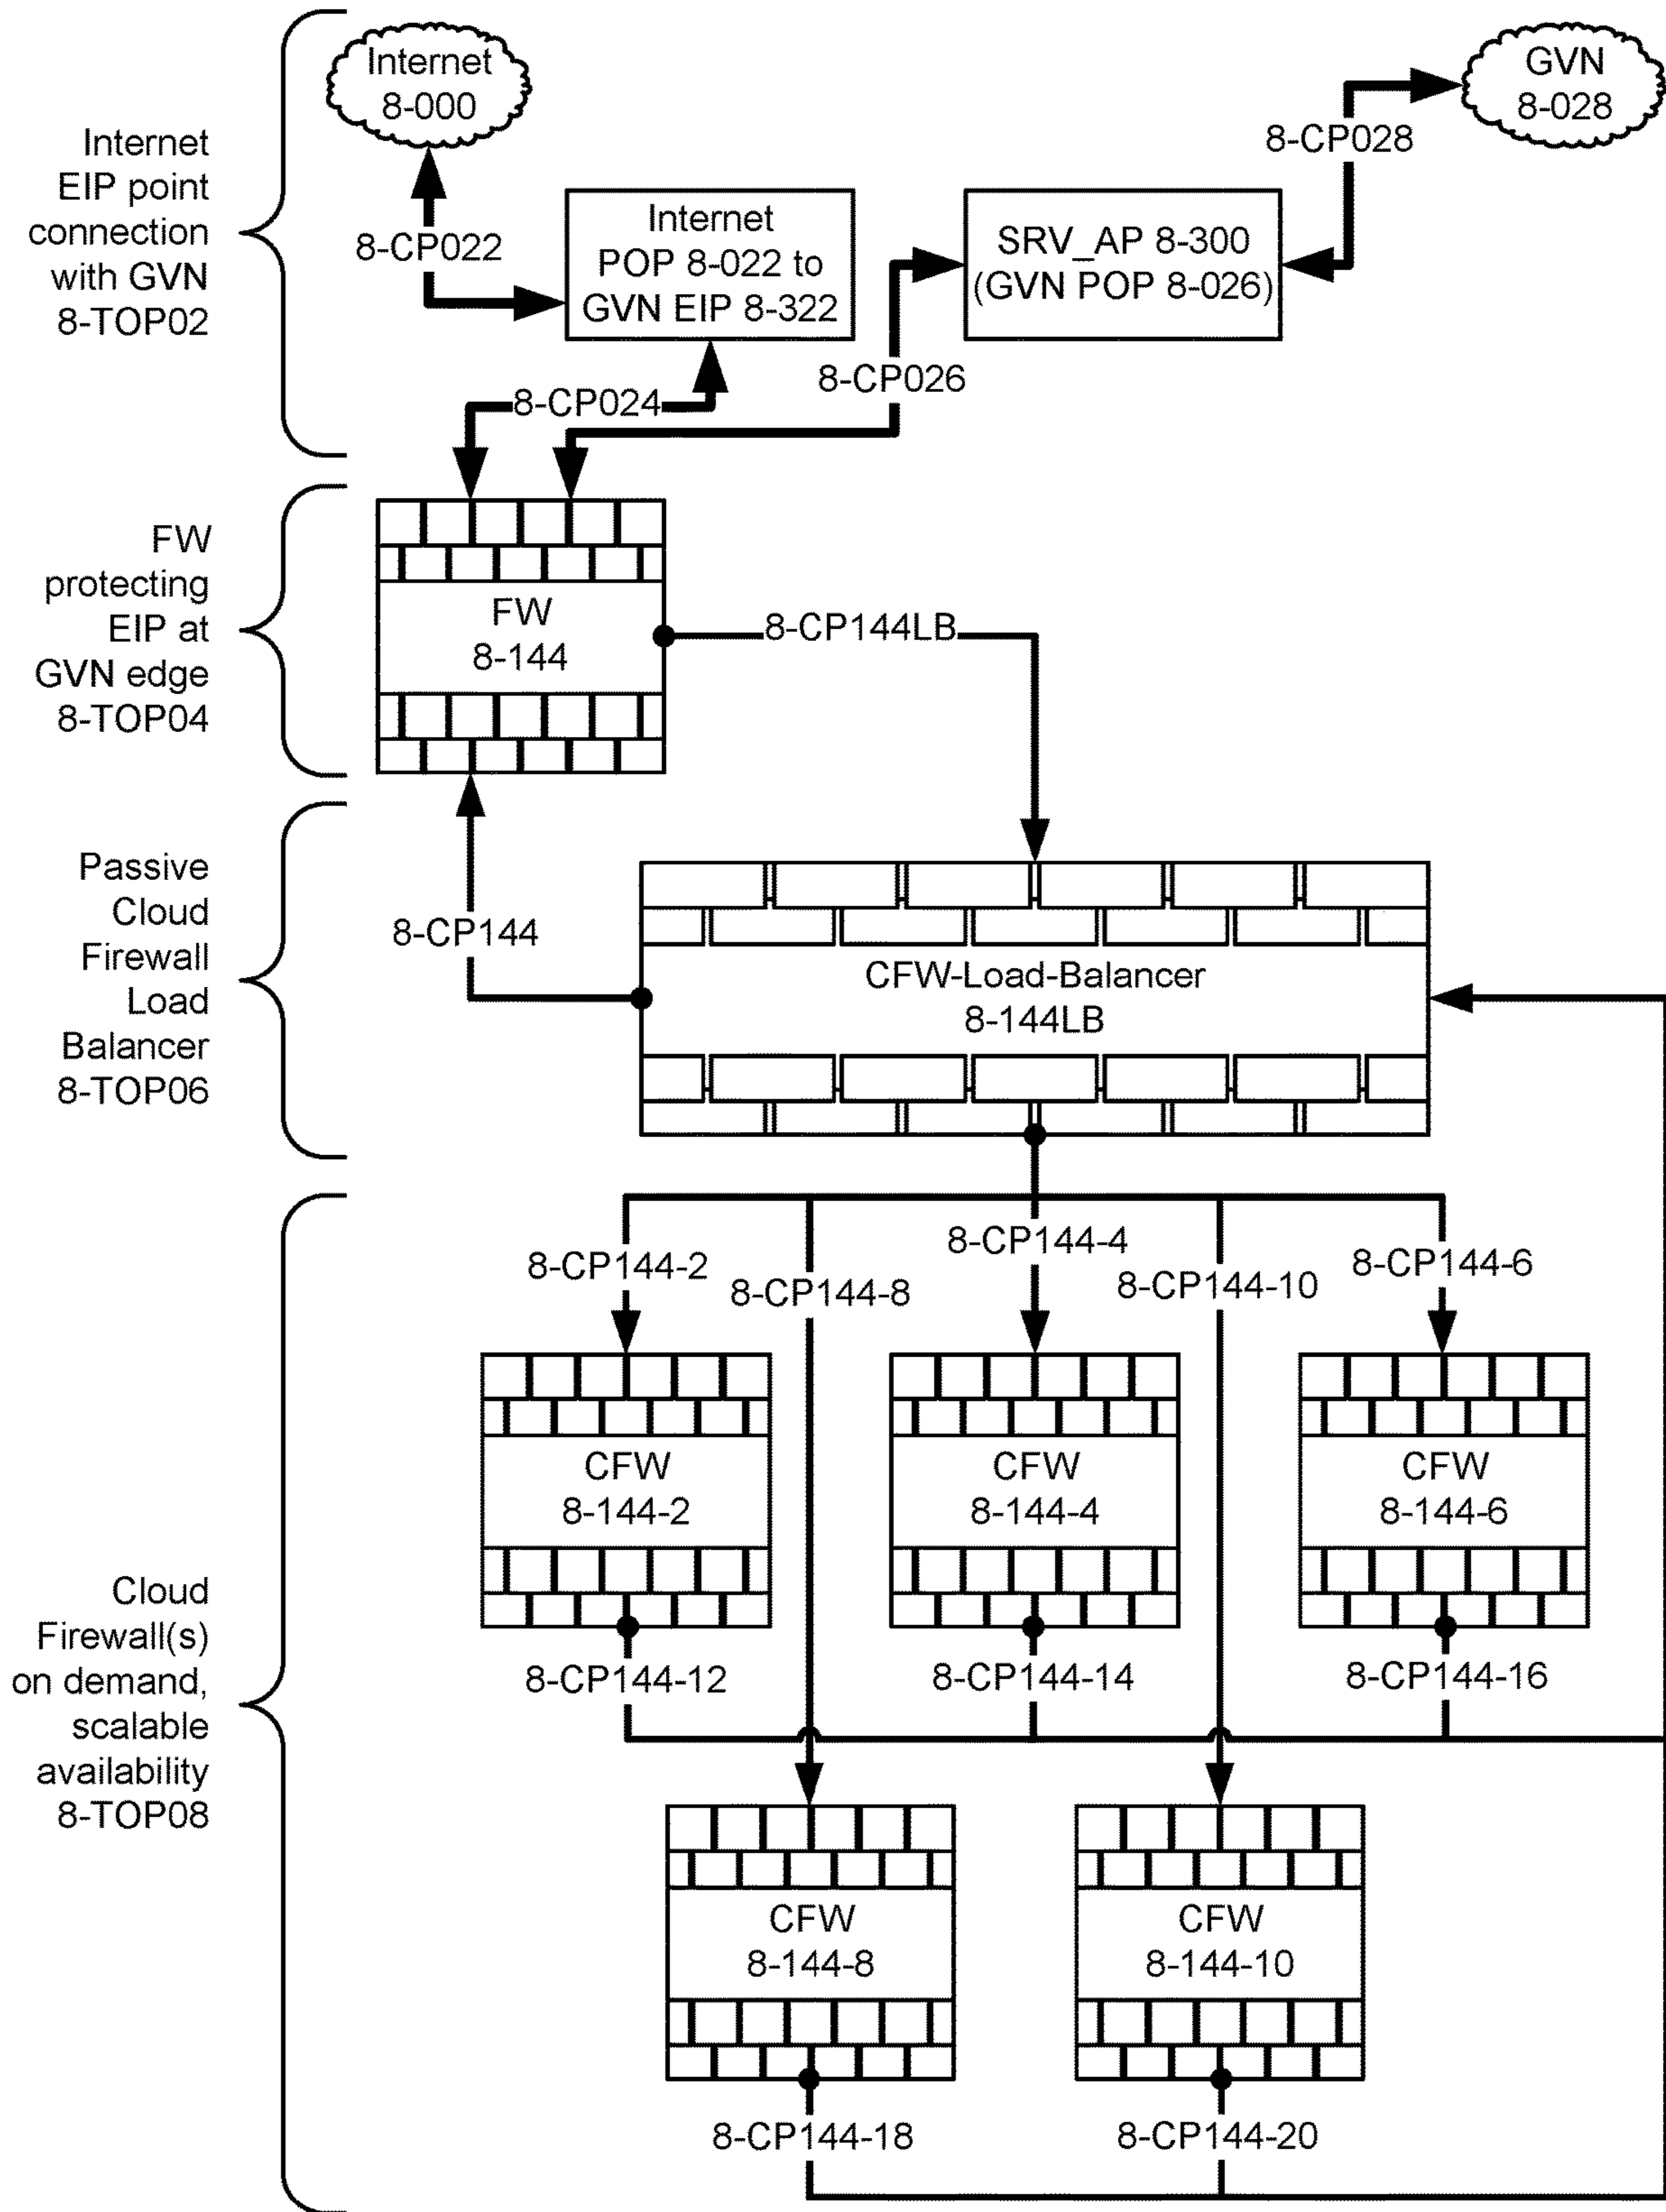 Internet
8-000
GVN
8-028
8-CP028
Internet
EIP point
connection
with GVN
8-TOP02
8-CP022
Internet
POP 8-022 to
GVN EIP 8-322
SRV_AP 8-300
(GVN POP 8-026)
8-CP026
8-CP024
FW
protecting
EIP at
GVN edge
8-TOP04
FW
8-144
8-CP144LB
Passive
Cloud
Firewall
Load
Balancer
8-TOP06
8-CP144
CFW-Load-Balancer
8-144LB
8-CP144-2
8-CP144-8
8-CP144-4
8-CP144-10
8-CP144-6
CFW
8-144-2
CFW
8-144-4
CFW
8-144-6
Cloud
Firewall(s)
on demand,
scalable
availability
8-TOP08
8-CP144-12
8-CP144-14
8-CP144-16
CFW
8-144-8
CFW
8-144-10
8-CP144-18
8-CP144-20